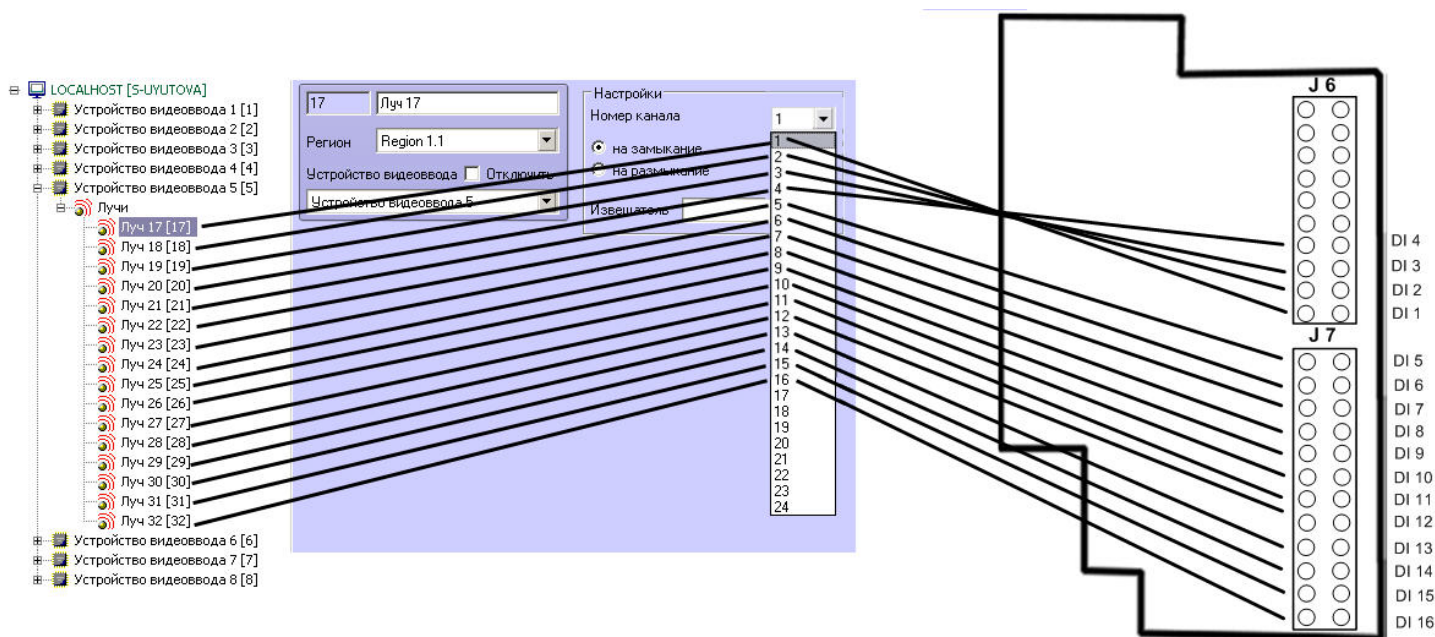 LOCALHOST [S-UYUTOVA]
Устройство видеоввода 1 [1]
Устройство видеоввода 2 [2]
Устройство видеоввода 3 [3]
Устройство видеоввода 4 [4]
Устройство видеоввода 5 [5]
Лучи
Луч 17 [17]
Луч 18 [18]
Луч 19 [19]
Луч 20 [20]
Луч 21 [21]
Луч 22 [22]
Луч 23 [23]
Луч 24 [24]
Луч 25 [25]
Луч 26 [26]
Луч 27 [27]
Луч 28 [28]
Луч 29 [29]
Луч 30 [30]
Луч 31 [31]
Луч 32 [32]
Устройство видеоввода 6 [6]
Устройство видеоввода 7 [7]
Устройство видеоввода 8 [8]
17 Луч 17
Регион Region 1.1
Устройство видеоввода Отключить
Устройство видеоввода 5
Настройки
Номер канала 1
на замыкание
на размыкание
Извещатель
1
2
3
4
5
6
7
8
9
10
11
12
13
14
15
16
17
18
19
20
21
22
23
24
J 6
DI 4
DI 3
DI 2
DI 1
J 7
DI 5
DI 6
DI 7
DI 8
DI 9
DI 10
DI 11
DI 12
DI 13
DI 14
DI 15
DI 16